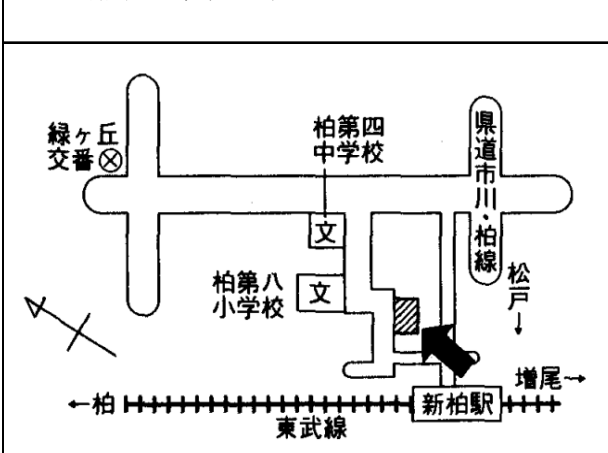 緑ヶ丘
交番
柏第四
中学校
県道市川・柏線
文
柏第八
小学校
文
松戸
↓
増尾→
←柏
新柏駅
東武線